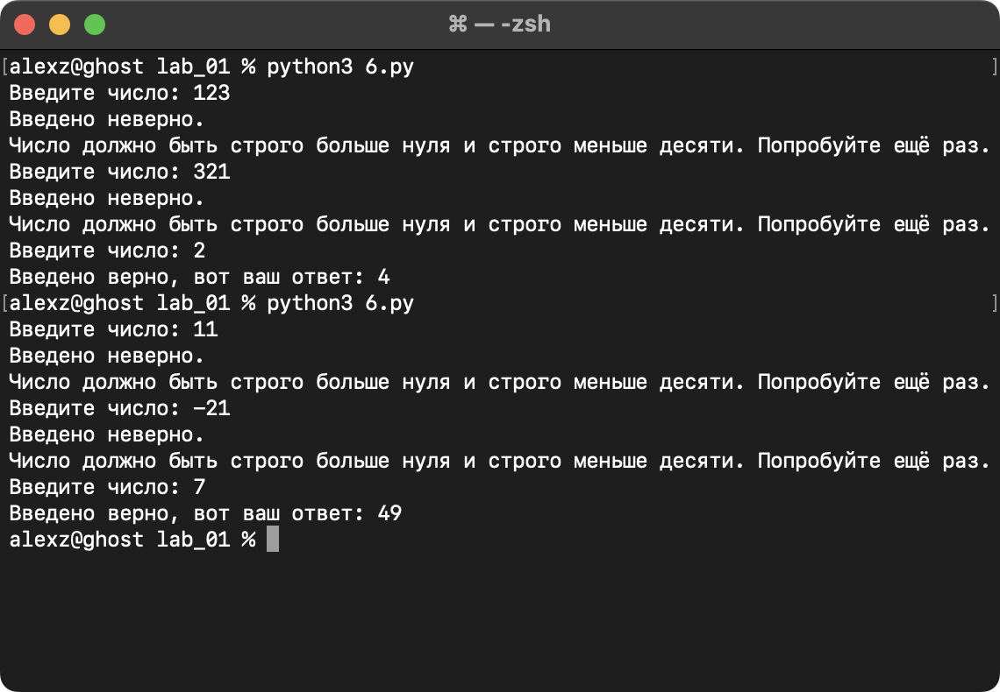 ⌘ — -zsh
[alexz@ghost lab_01 % python3 6.py ]
Введите число: 123
Введено неверно.
Число должно быть строго больше нуля и строго меньше десяти. Попробуйте ещё раз.
Введите число: 321
Введено неверно.
Число должно быть строго больше нуля и строго меньше десяти. Попробуйте ещё раз.
Введите число: 2
Введено верно, вот ваш ответ: 4
[alexz@ghost lab_01 % python3 6.py ]
Введите число: 11
Введено неверно.
Число должно быть строго больше нуля и строго меньше десяти. Попробуйте ещё раз.
Введите число: -21
Введено неверно.
Число должно быть строго больше нуля и строго меньше десяти. Попробуйте ещё раз.
Введите число: 7
Введено верно, вот ваш ответ: 49
alexz@ghost lab_01 %